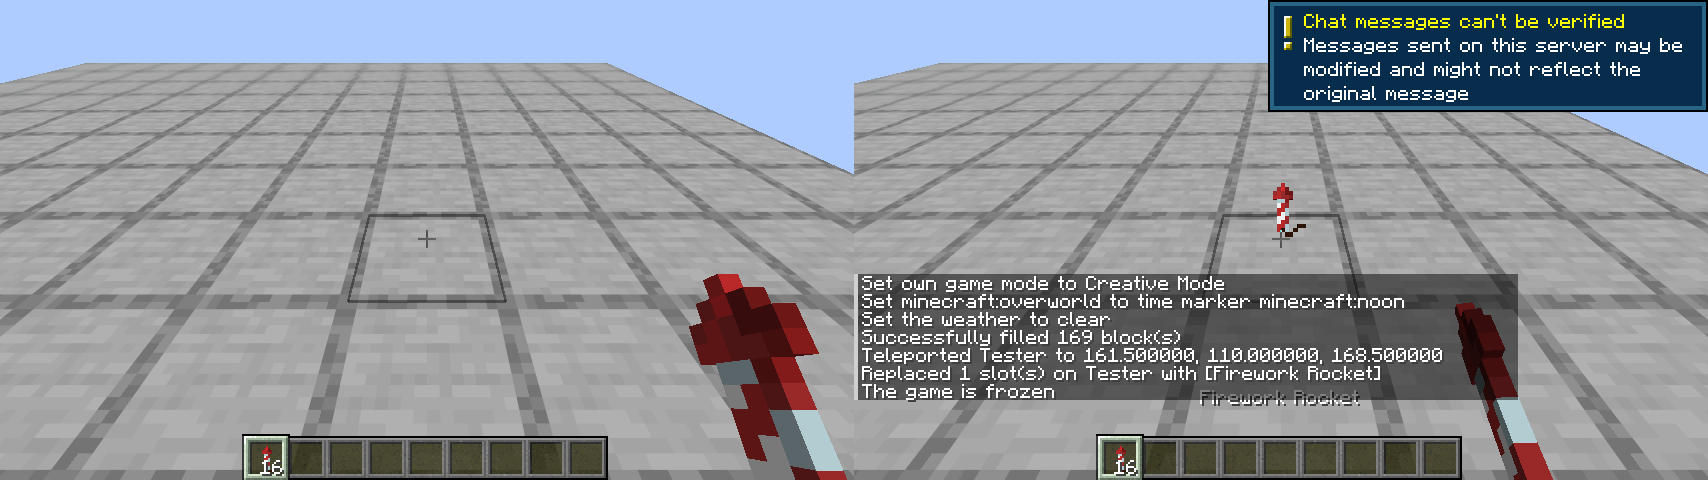 Chat messages can't be verified
Messages sent on this server may be
modified and might not reflect the
original message
Set own game mode to Creative Mode
Set minecraft:overworld to time marker minecraft:noon
Set the weather to clear
Successfully filled 169 block(s)
Teleported Tester to 161.500000, 110.000000, 168.500000
Replaced 1 slot(s) on Tester with [Firework Rocket]
The game is frozen
Firework Rocket
16
16